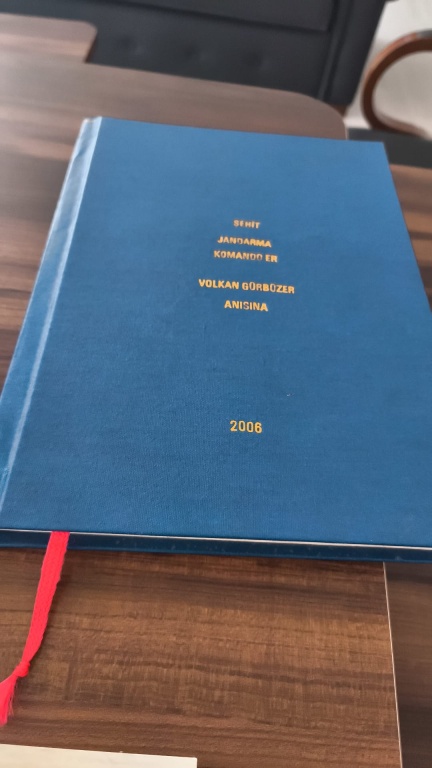 ŞEHİT
JANDARMA
KOMANDO ER
VOLKAN GÜRBÜZER
ANISINA
2006